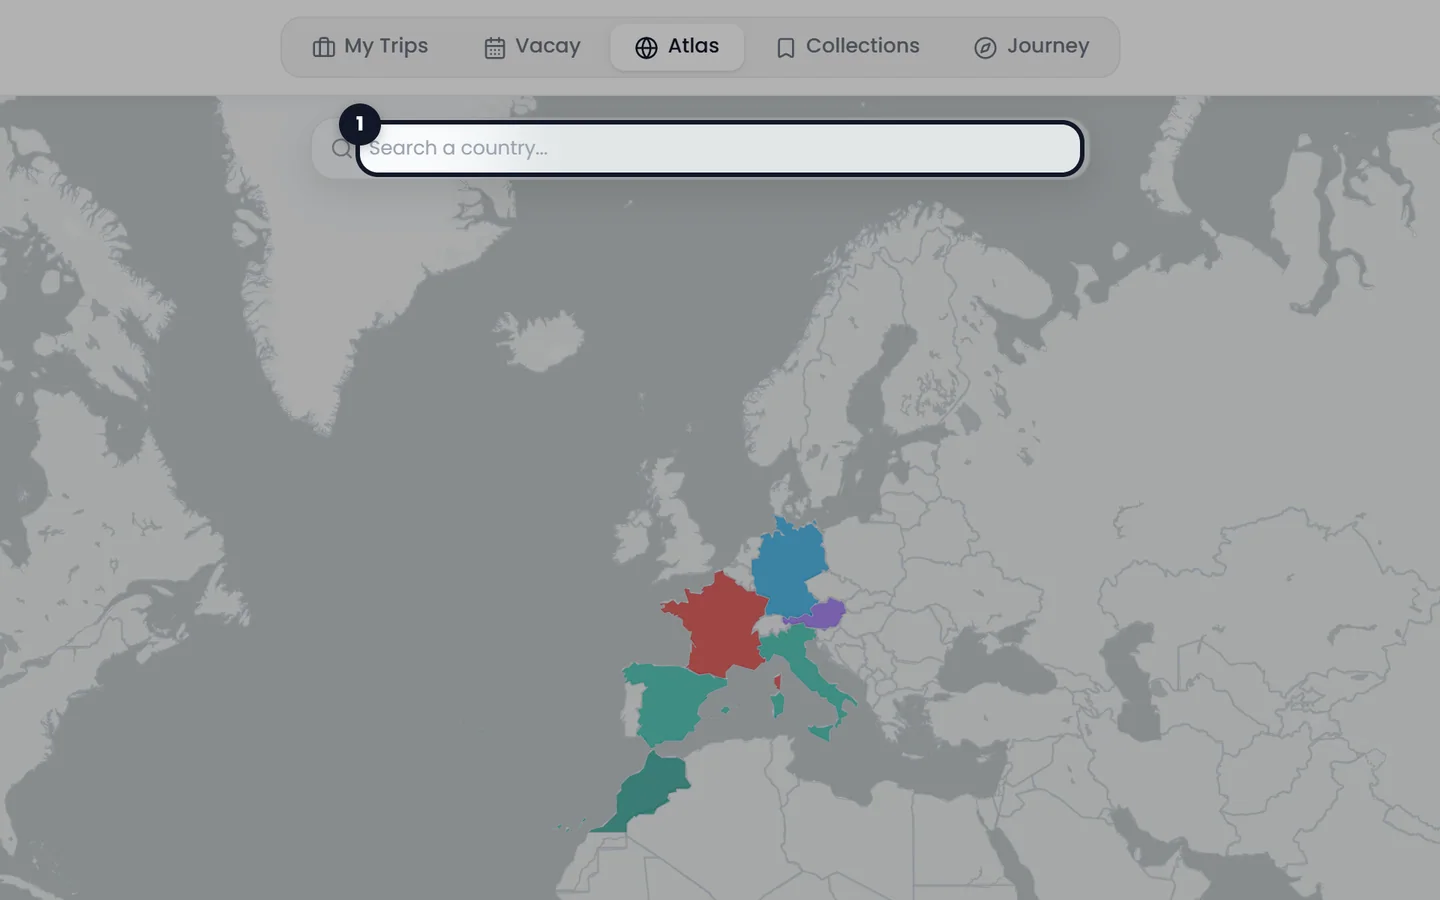 My Trips
Vacay
Atlas
Collections
Journey
1
Search a country...